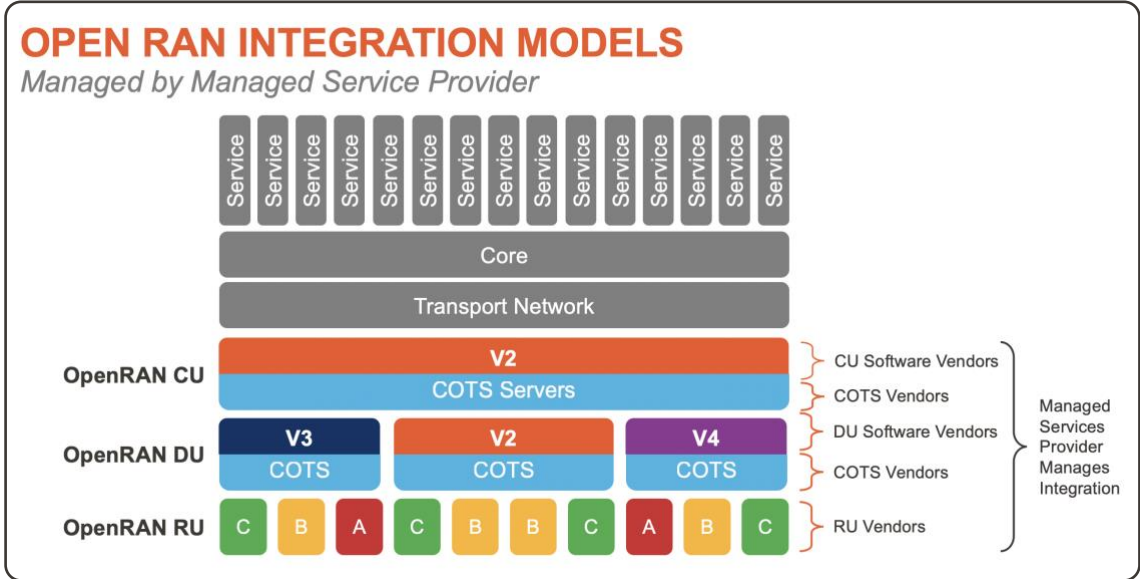 OPEN RAN INTEGRATION MODELS
Managed by Managed Service Provider
Service Service Service Service Service Service Service Service Service Service Service Service Service Service Service
Core
Transport Network
OpenRAN CU
V2
COTS Servers
CU Software Vendors
COTS Vendors
OpenRAN DU
V3 V2 V4
COTS COTS COTS
DU Software Vendors
COTS Vendors
OpenRAN RU
C B A C B B C A B C
RU Vendors
Managed
Services
Provider
Manages
Integration